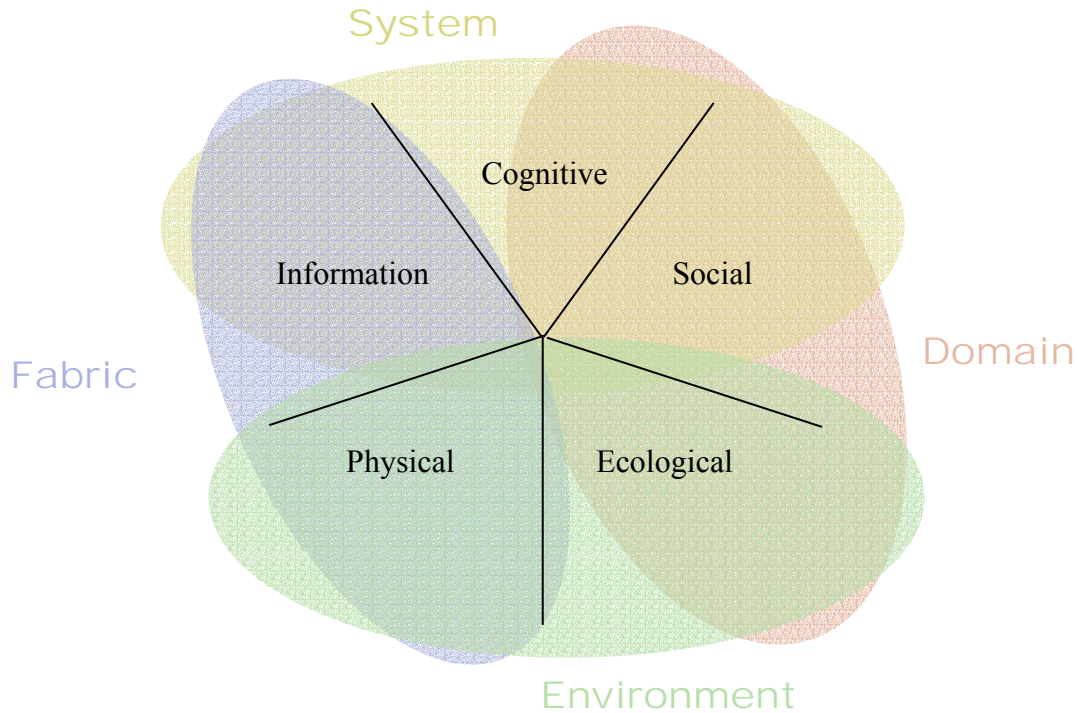 System
Cognitive
Information
Social
Domain
Fabric
Physical
Ecological
Environment